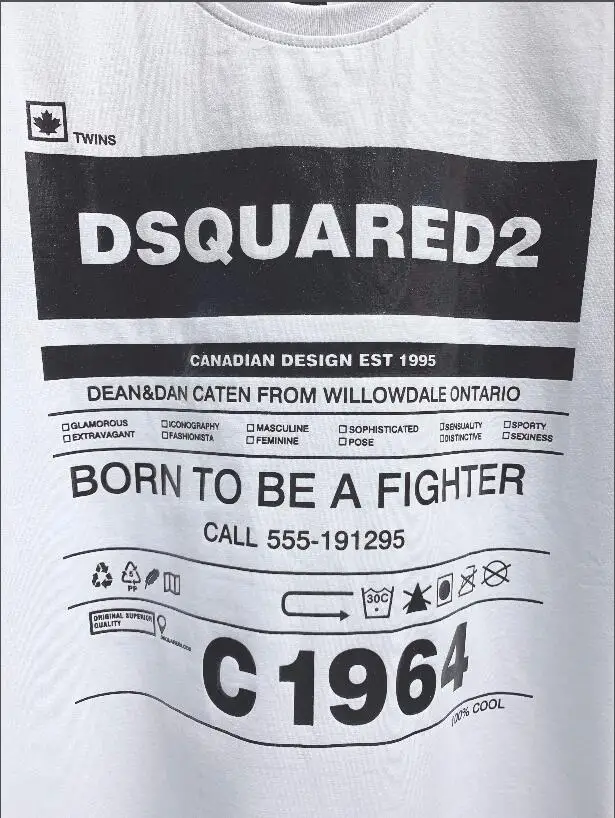 TWINS
DSQUARED2
CANADIAN DESIGN EST 1995
DEAN&DAN CATEN FROM WILLOWDALE ONTARIO
GLAMOROUS ICONOGRAPHY MASCULINE SOPHISTICATED SENSUALITY SPORTY
EXTRAVAGANT FASHIONISTA FEMININE POSE DISTINCTIVE SEXINESS
BORN TO BE A FIGHTER
CALL 555-191295
5
PP
30C
ORIGINAL SUPERIOR
QUALITY
C 1964
100% COOL